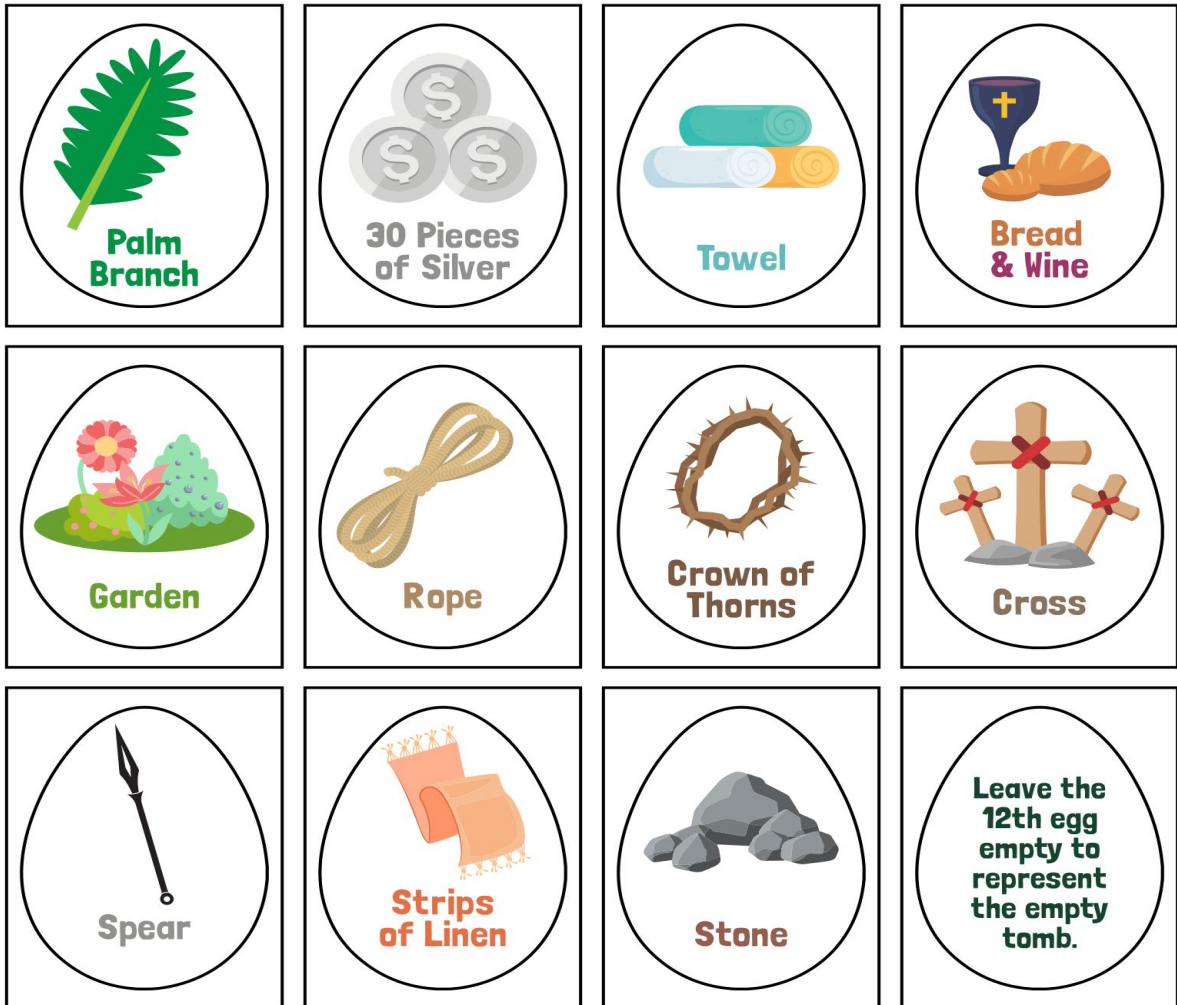 Palm
Branch
30 Pieces
of Silver
Towel
Bread
& Wine
Garden
Rope
Crown of
Thorns
Cross
Spear
Strips
of Linen
Stone
Leave the
12th egg
empty to
represent
the empty
tomb.
$
$
$